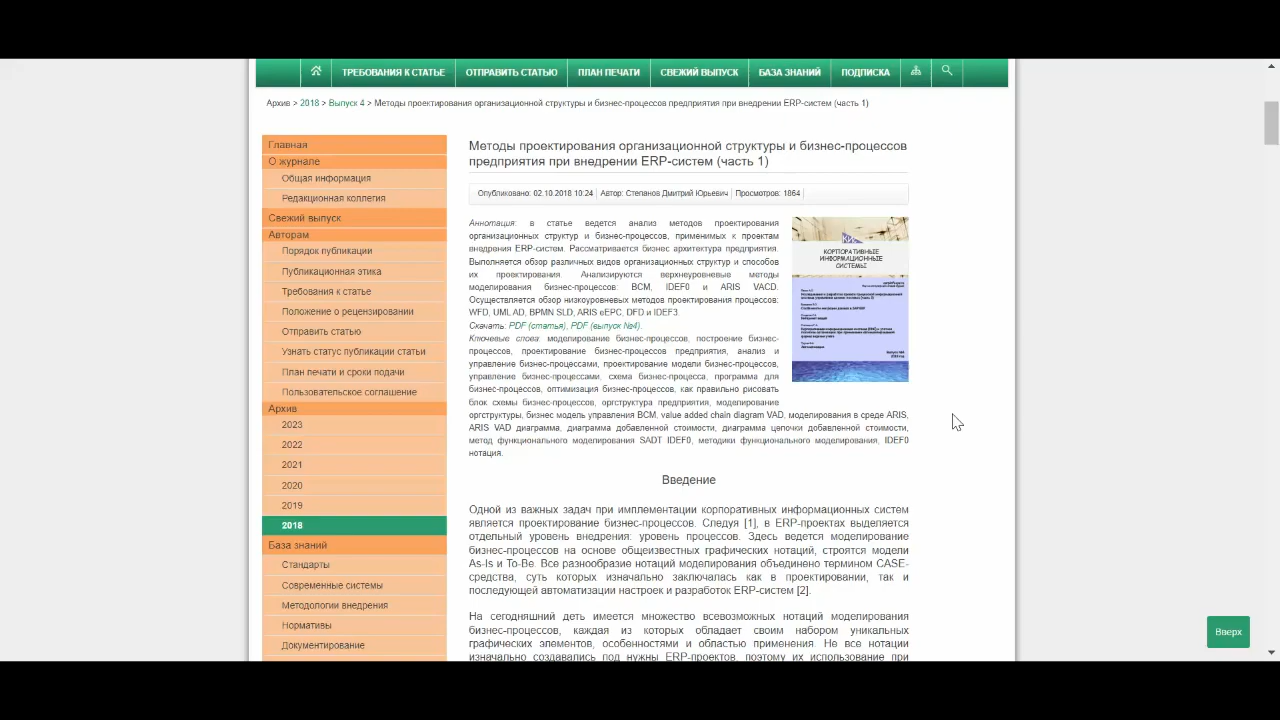 ТРЕБОВАНИЯ К СТАТЬЕ ОТПРАВИТЬ СТАТЬЮ ПЛАН ПЕЧАТИ СВЕЖИЙ ВЫПУСК БАЗА ЗНАНИЙ ПОДПИСКА
Архив > 2018 > Выпуск 4 > Методы проектирования организационной структуры и бизнес-процессов предприятия при внедрении ERP-систем (часть 1)
Главная
О журнале
Общая информация
Редакционная коллегия
Свежий выпуск
Авторам
Порядок публикации
Публикационная этика
Требования к статье
Положение о рецензировании
Отправить статью
Узнать статус публикации статьи
План печати и сроки подачи
Пользовательское соглашение
Архив
2023
2022
2021
2020
2019
2018
База знаний
Стандарты
Современные системы
Методологии внедрения
Нормативы
Документирование
Методы проектирования организационной структуры и бизнес-процессов
предприятия при внедрении ERP-систем (часть 1)
Опубликовано: 02.10.2018 10:24 Автор: Степанов Дмитрий Юрьевич Просмотров: 1864
Аннотация: в статье ведется анализ методов проектирования
организационных структур и бизнес-процессов, применимых к проектам
внедрения ERP-систем. Рассматривается бизнес архитектура предприятия.
Выполняется обзор различных видов организационных структур и способов
их проектирования. Анализируются верхнеуровневые методы
моделирования бизнес-процессов: BCM, IDEF0 и ARIS VACD.
Осуществляется обзор низкоуровневых методов проектирования процессов:
WFD, UML AD, BPMN SLD, ARIS eEPC, DFD и IDEF3.
Скачать: PDF (статья), PDF (выпуск №4).
Ключевые слова: моделирование бизнес-процессов, построение бизнес-
процессов, проектирование бизнес-процессов предприятия, анализ и
управление бизнес-процессами, проектирование модели бизнес-процессов,
управление бизнес-процессами, схема бизнес-процесса, программа для
бизнес-процессов, оптимизация бизнес-процессов, как правильно рисовать
блок схемы бизнес-процессов, оргструктура предприятия, моделирование
оргструктуры, бизнес модель управления BCM, value added chain diagram VAD, моделирования в среде ARIS,
ARIS VAD диаграмма, диаграмма добавленной стоимости, диаграмма цепочки добавленной стоимости,
метод функционального моделирования SADT IDEF0, методики функционального моделирования, IDEF0
нотация.
КОРПОРАТИВНЫЕ
ИНФОРМАЦИОННЫЕ
СИСТЕМЫ
Введение
Одной из важных задач при имплементации корпоративных информационных систем
является проектирование бизнес-процессов. Следуя [1], в ERP-проектах выделяется
отдельный уровень внедрения: уровень процессов. Здесь ведется моделирование
бизнес-процессов на основе общеизвестных графических нотаций, строятся модели
As-Is и To-Be. Все разнообразие нотаций моделирования объединено термином CASE-
средства, суть которых изначально заключалась как в проектировании, так и
последующей автоматизации настроек и разработок ERP-систем [2].
На сегодняшний деть имеется множество всевозможных нотаций моделирования
бизнес-процессов, каждая из которых обладает своим набором уникальных
графических элементов, особенностями и областью применения. Не все нотации
изначально создавались под нужны ERP-проектов, поэтому их использование при
Вверх